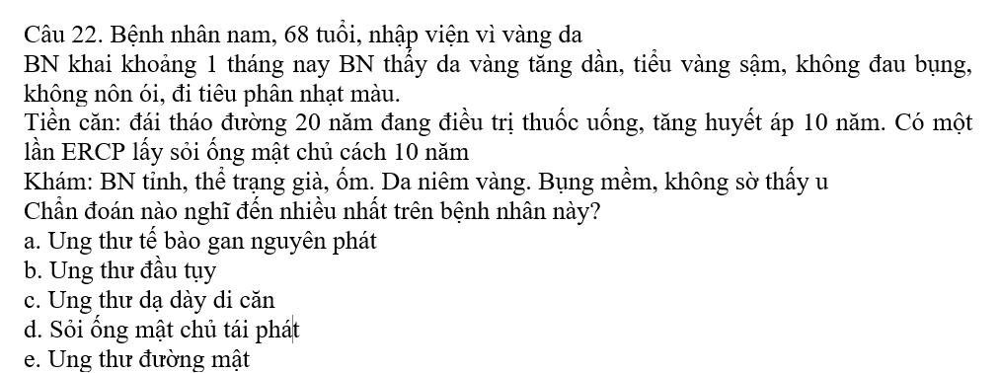 Câu 22. Bệnh nhân nam, 68 tuổi, nhập viện vì vàng da
BN khai khoảng 1 tháng nay BN thấy da vàng tăng dần, tiểu vàng sậm, không đau bụng,
không nôn ói, đi tiêu phân nhạt màu.
Tiền căn: đái tháo đường 20 năm đang điều trị thuốc uống, tăng huyết áp 10 năm. Có một
lần ERCP lấy sỏi ống mật chủ cách 10 năm
Khám: BN tỉnh, thể trạng già, ốm. Da niêm vàng. Bụng mềm, không sờ thấy u
Chẩn đoán nào nghĩ đến nhiều nhất trên bệnh nhân này?
a. Ung thư tế bào gan nguyên phát
b. Ung thư đầu tụy
c. Ung thư dạ dày di căn
d. Sỏi ống mật chủ tái phát
e. Ung thư đường mật